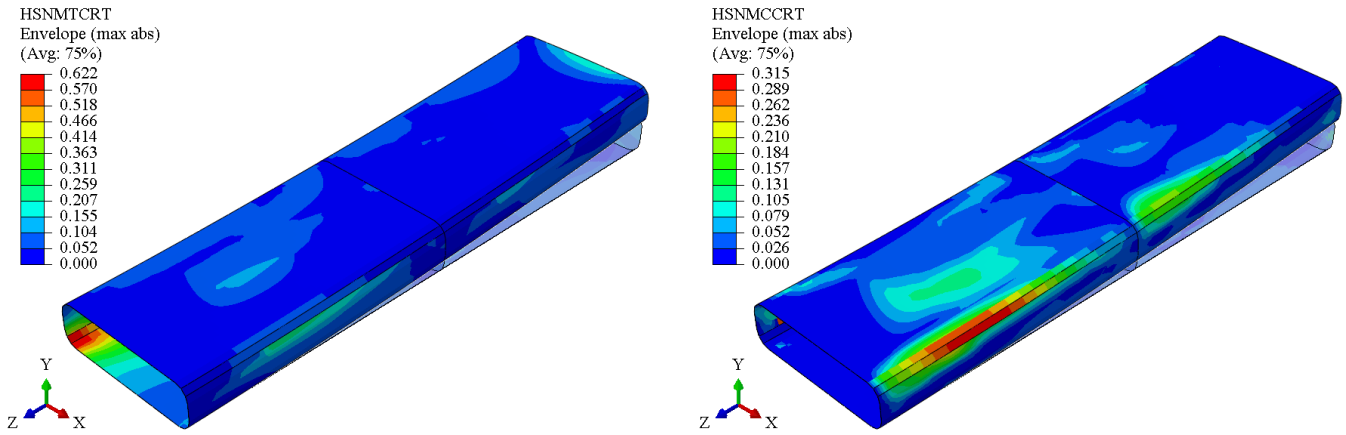 HSNMTCRT
Envelope (max abs)
(Avg: 75%)
0.622
0.570
0.518
0.466
0.414
0.363
0.311
0.259
0.207
0.155
0.104
0.052
0.000
Y
Z
X
HSNMCCRT
Envelope (max abs)
(Avg: 75%)
0.315
0.289
0.262
0.236
0.210
0.184
0.157
0.131
0.105
0.079
0.052
0.026
0.000
Y
Z
X